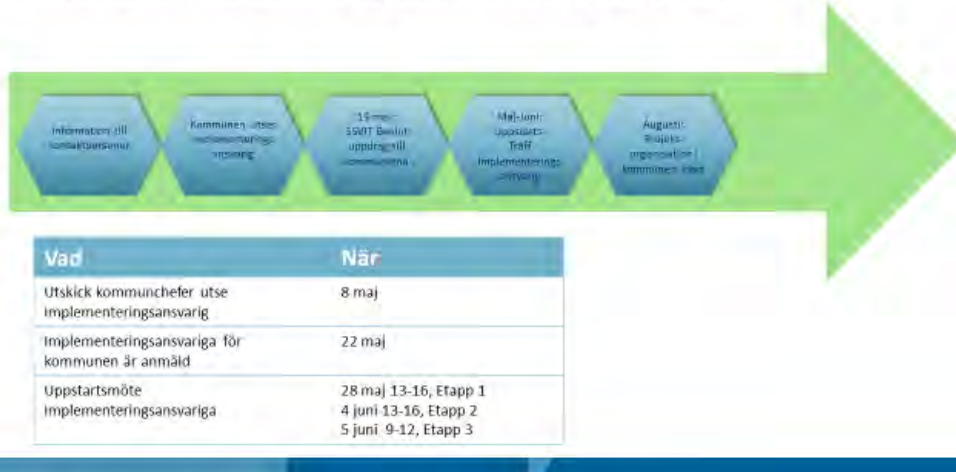 Information till
kontaktpersoner
Kommunen utser
implementerings
ansvarig
15 maj:
SSVIT Beslut
uppdrag till
kommunerna
Maj-Juni:
Uppstarts-
Träff
Implementerings
ansvarig
Augusti:
Projekt-
organisation i
kommunen klar
Vad
När
Utskick kommunchefer utse
implementeringsansvarig
8 maj
Implementeringsansvariga för
kommunen är anmäld
22 maj
Uppstartsmöte
implementeringsansvariga
28 maj 13-16, Etapp 1
4 juni 13-16, Etapp 2
5 juni 9-12, Etapp 3